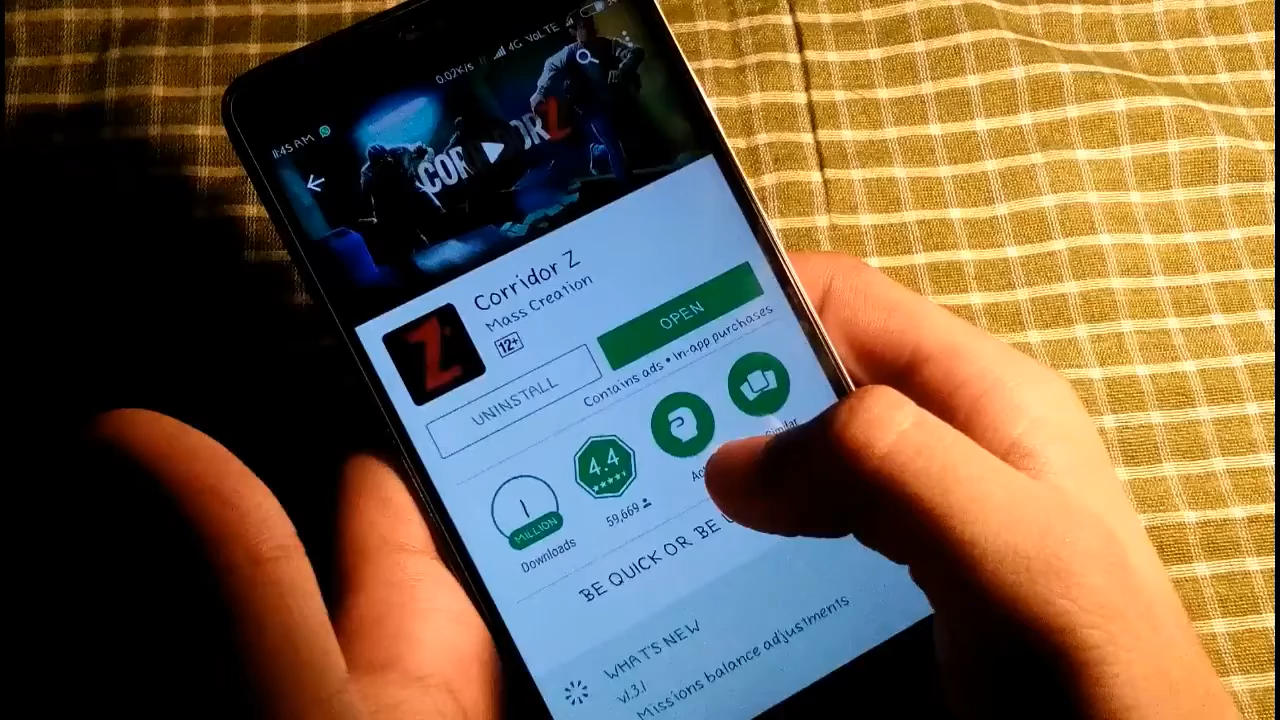 0.02K/s 4G VoLTE
11:45 AM
CORRIDOR Z
Corridor Z
Mass Creation
12+
UNINSTALL
OPEN
Contains ads • In-app purchases
Z
1
MILLION
Downloads
4.4
59,669
Similar
BE QUICK OR BE
WHAT'S NEW
v1.3.1
Missions balance adjustments